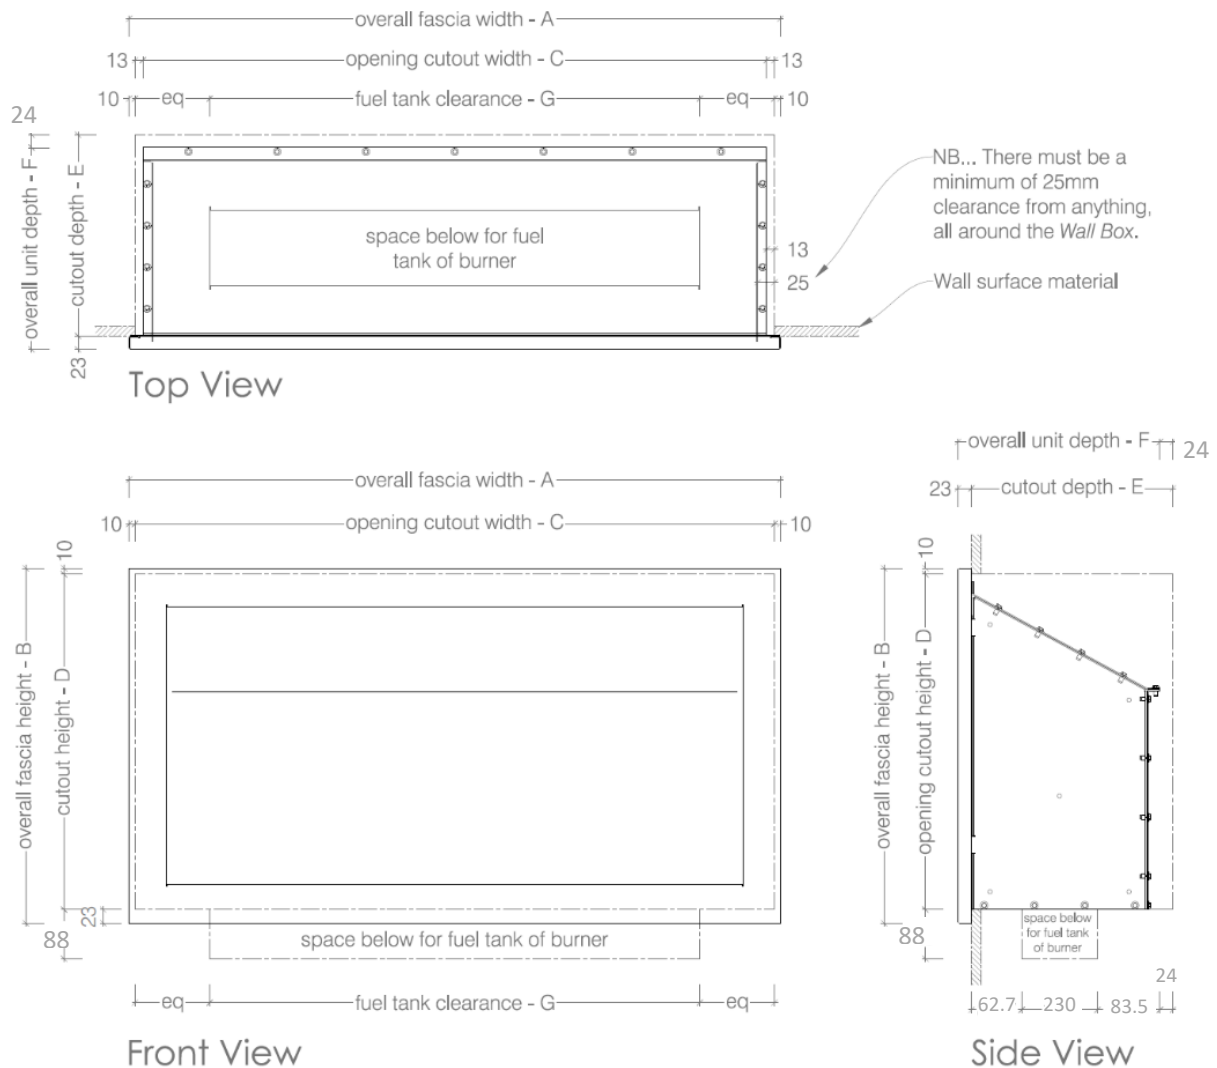 overall fascia width - A
13
opening cutout width - C
13
10
eq
fuel tank clearance - G
eq
10
24
overall unit depth - F
cutout depth - E
space below for fuel
tank of burner
NB... There must be a
minimum of 25mm
clearance from anything,
all around the Wall Box.
13
25
Wall surface material
23
Top View
overall fascia width - A
10
opening cutout width - C
10
10
overall fascia height - B
cutout height - D
23
88
space below for fuel tank of burner
eq
fuel tank clearance - G
eq
Front View
overall unit depth - F
24
23
cutout depth - E
10
overall fascia height - B
opening cutout height - D
88
space below
for fuel tank
of burner
24
62.7
230
83.5
Side View